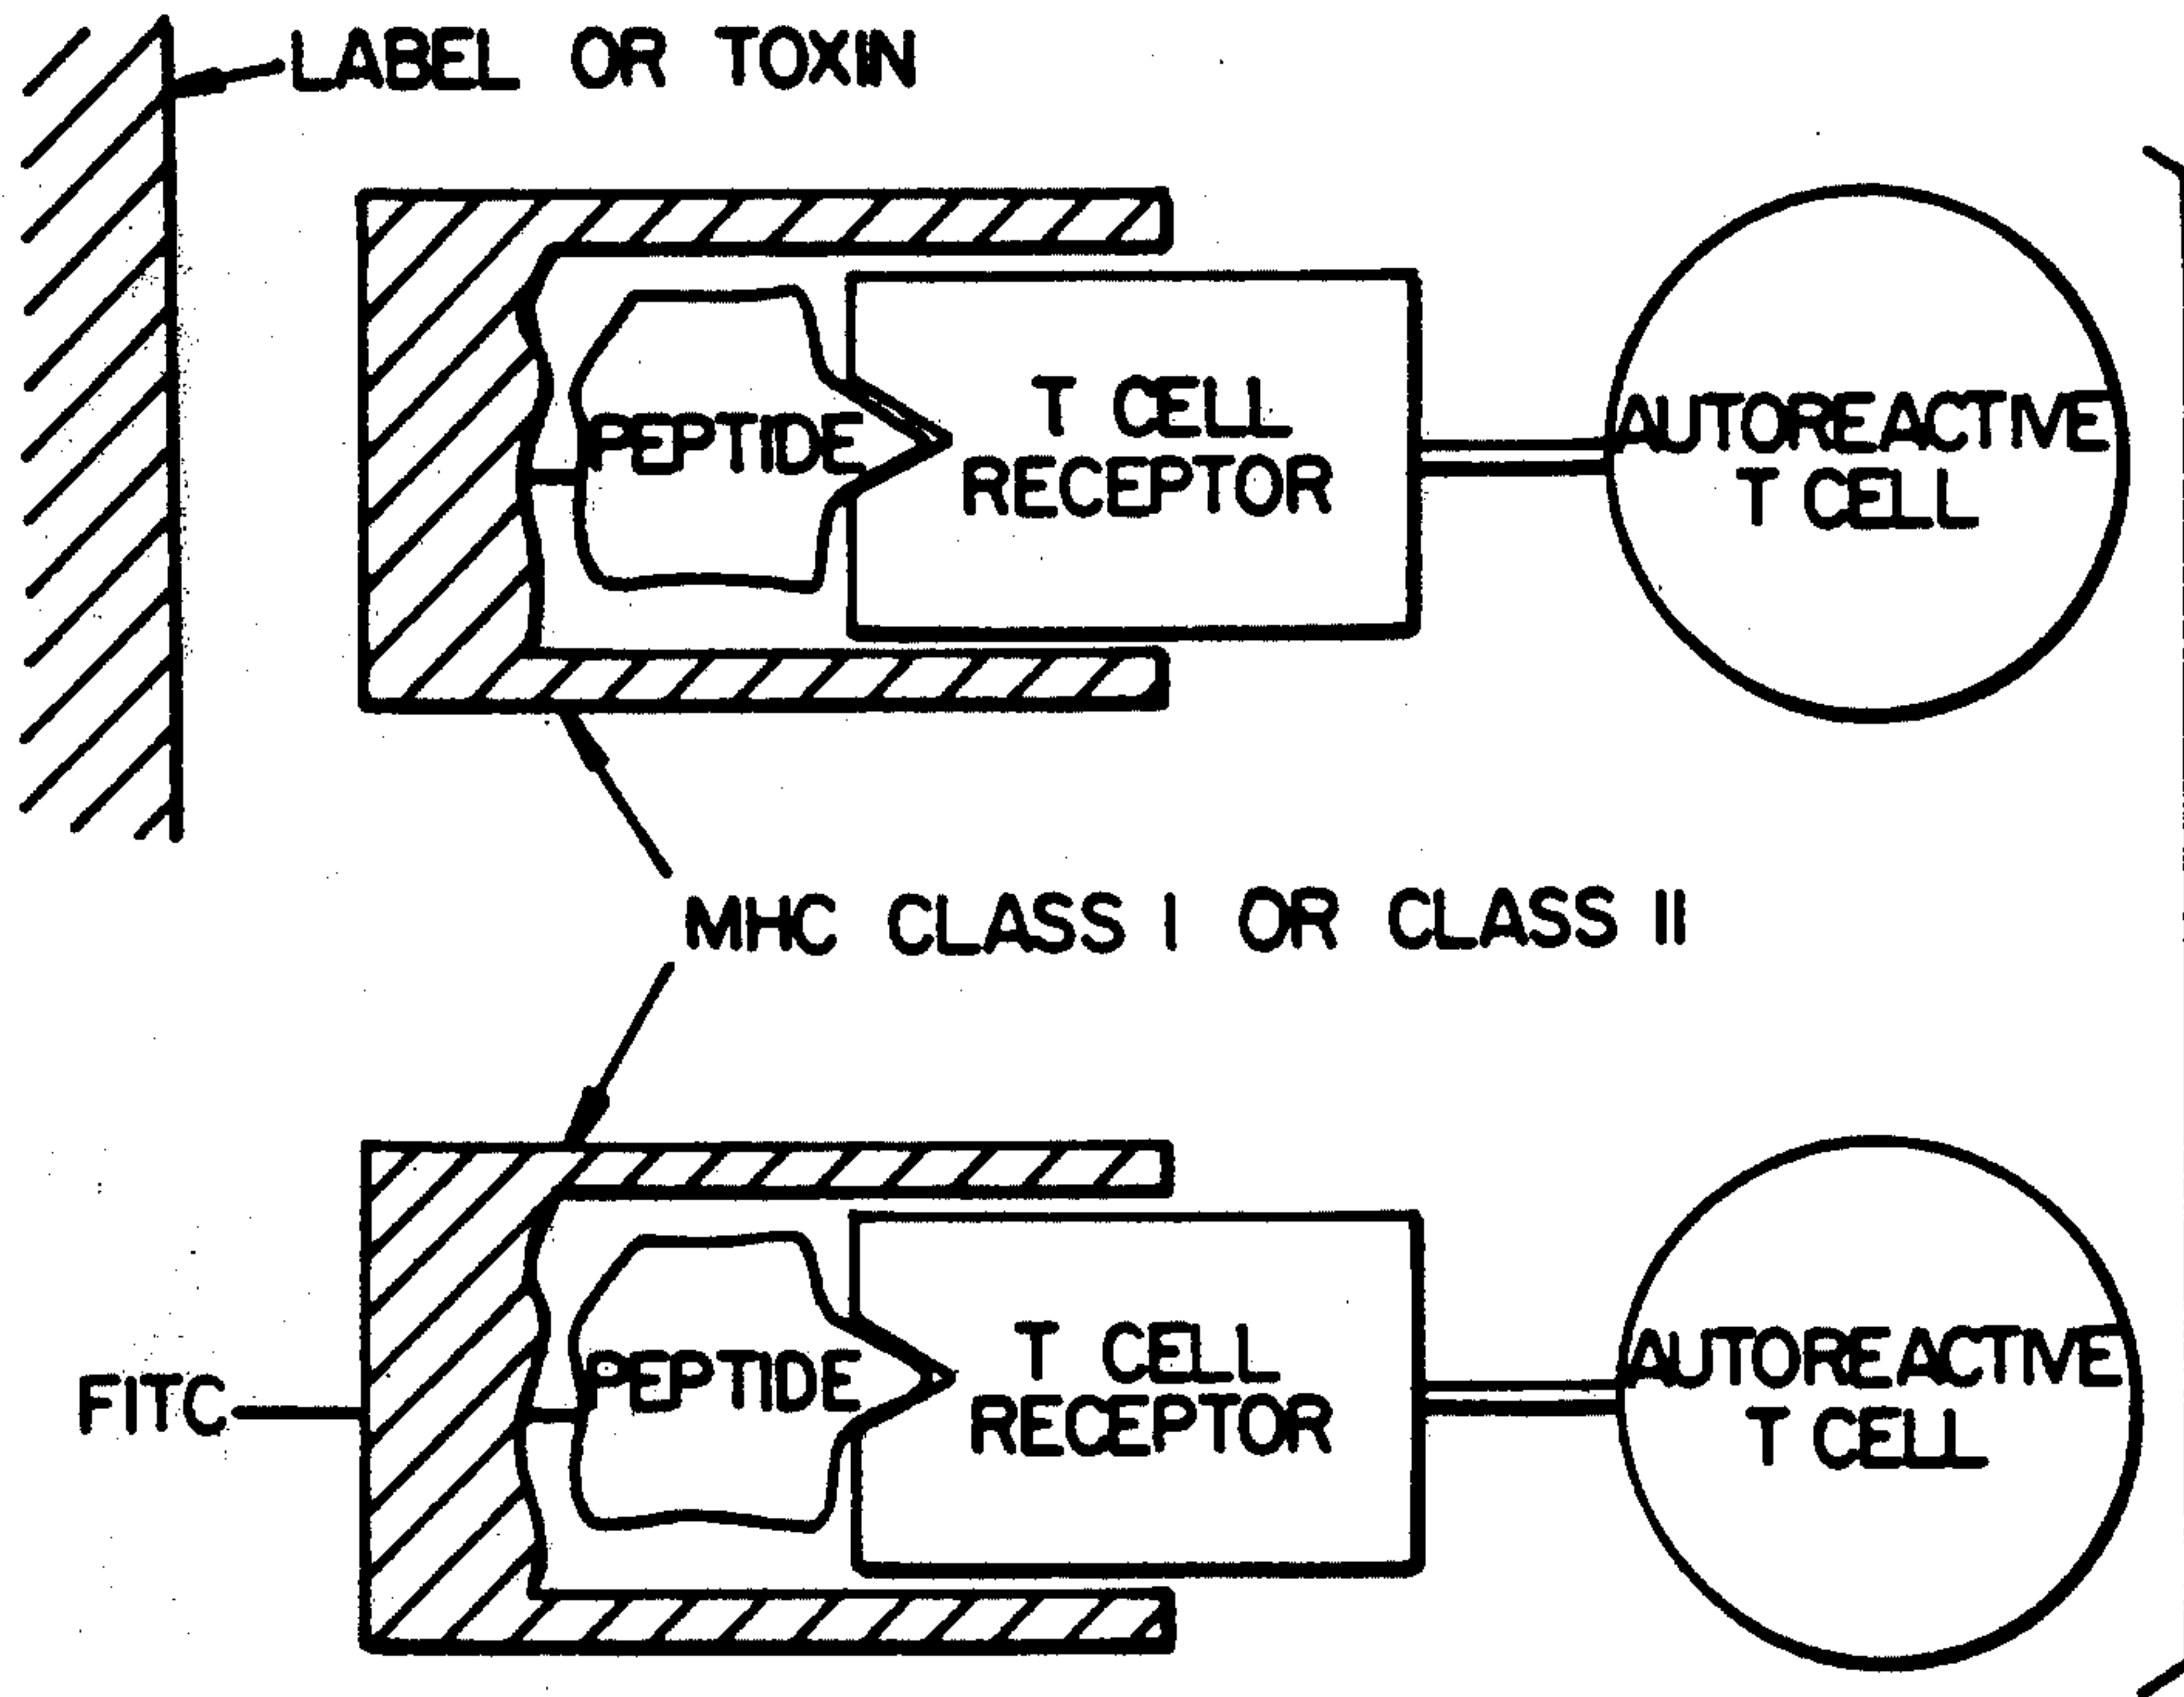 LABEL OR TOXIN
PEPTIDE
T CELL
RECEPTOR
AUTOREACTIVE
T CELL
MHC CLASS I OR CLASS II
FITC
PEPTIDE
T CELL
RECEPTOR
AUTOREACTIVE
T CELL